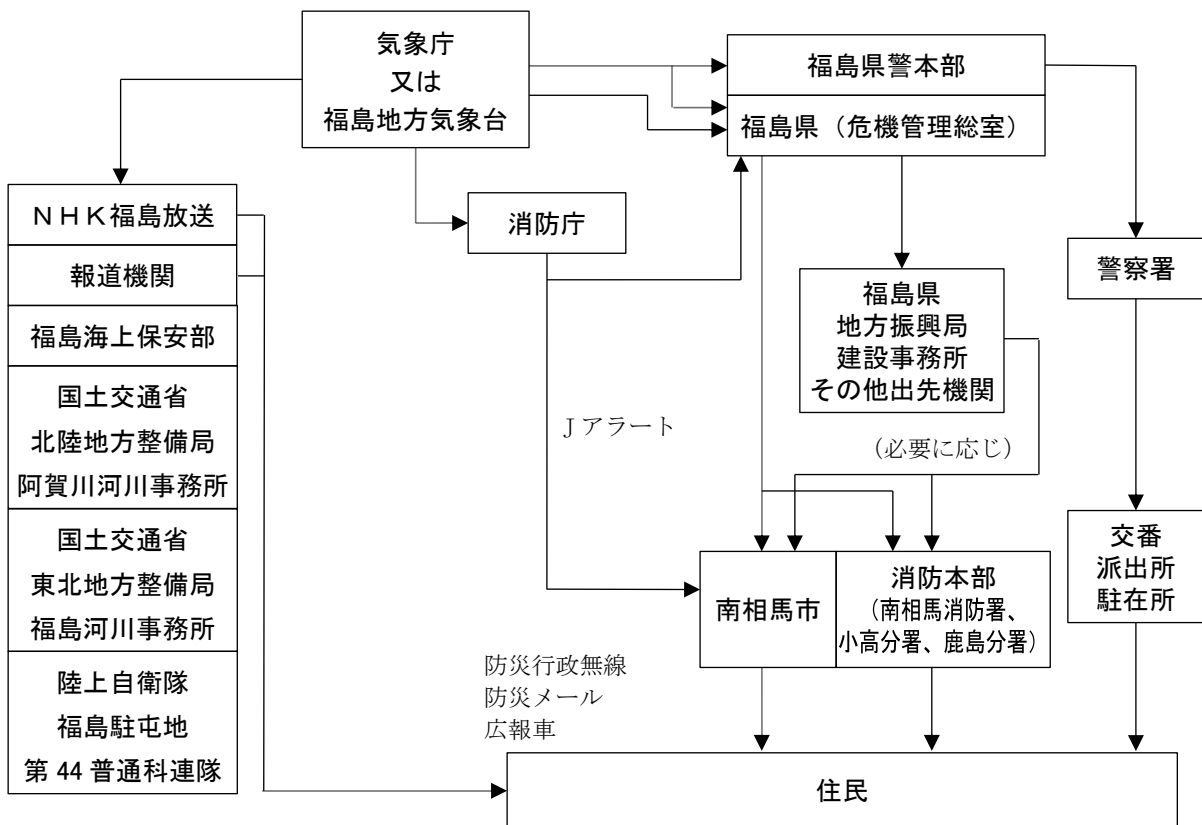 気象庁
又は
福島地方気象台
福島県警本部
福島県（危機管理総室）
ＮＨＫ福島放送
報道機関
福島海上保安部
国土交通省
北陸地方整備局
阿賀川河川事務所
国土交通省
東北地方整備局
福島河川事務所
陸上自衛隊
福島駐屯地
第 44 普通科連隊
消防庁
警察署
福島県
地方振興局
建設事務所
その他出先機関
Ｊアラート
（必要に応じ）
南相馬市
消防本部
（南相馬消防署、
小高分署、鹿島分署）
交番
派出所
駐在所
防災行政無線
防災メール
広報車
住民